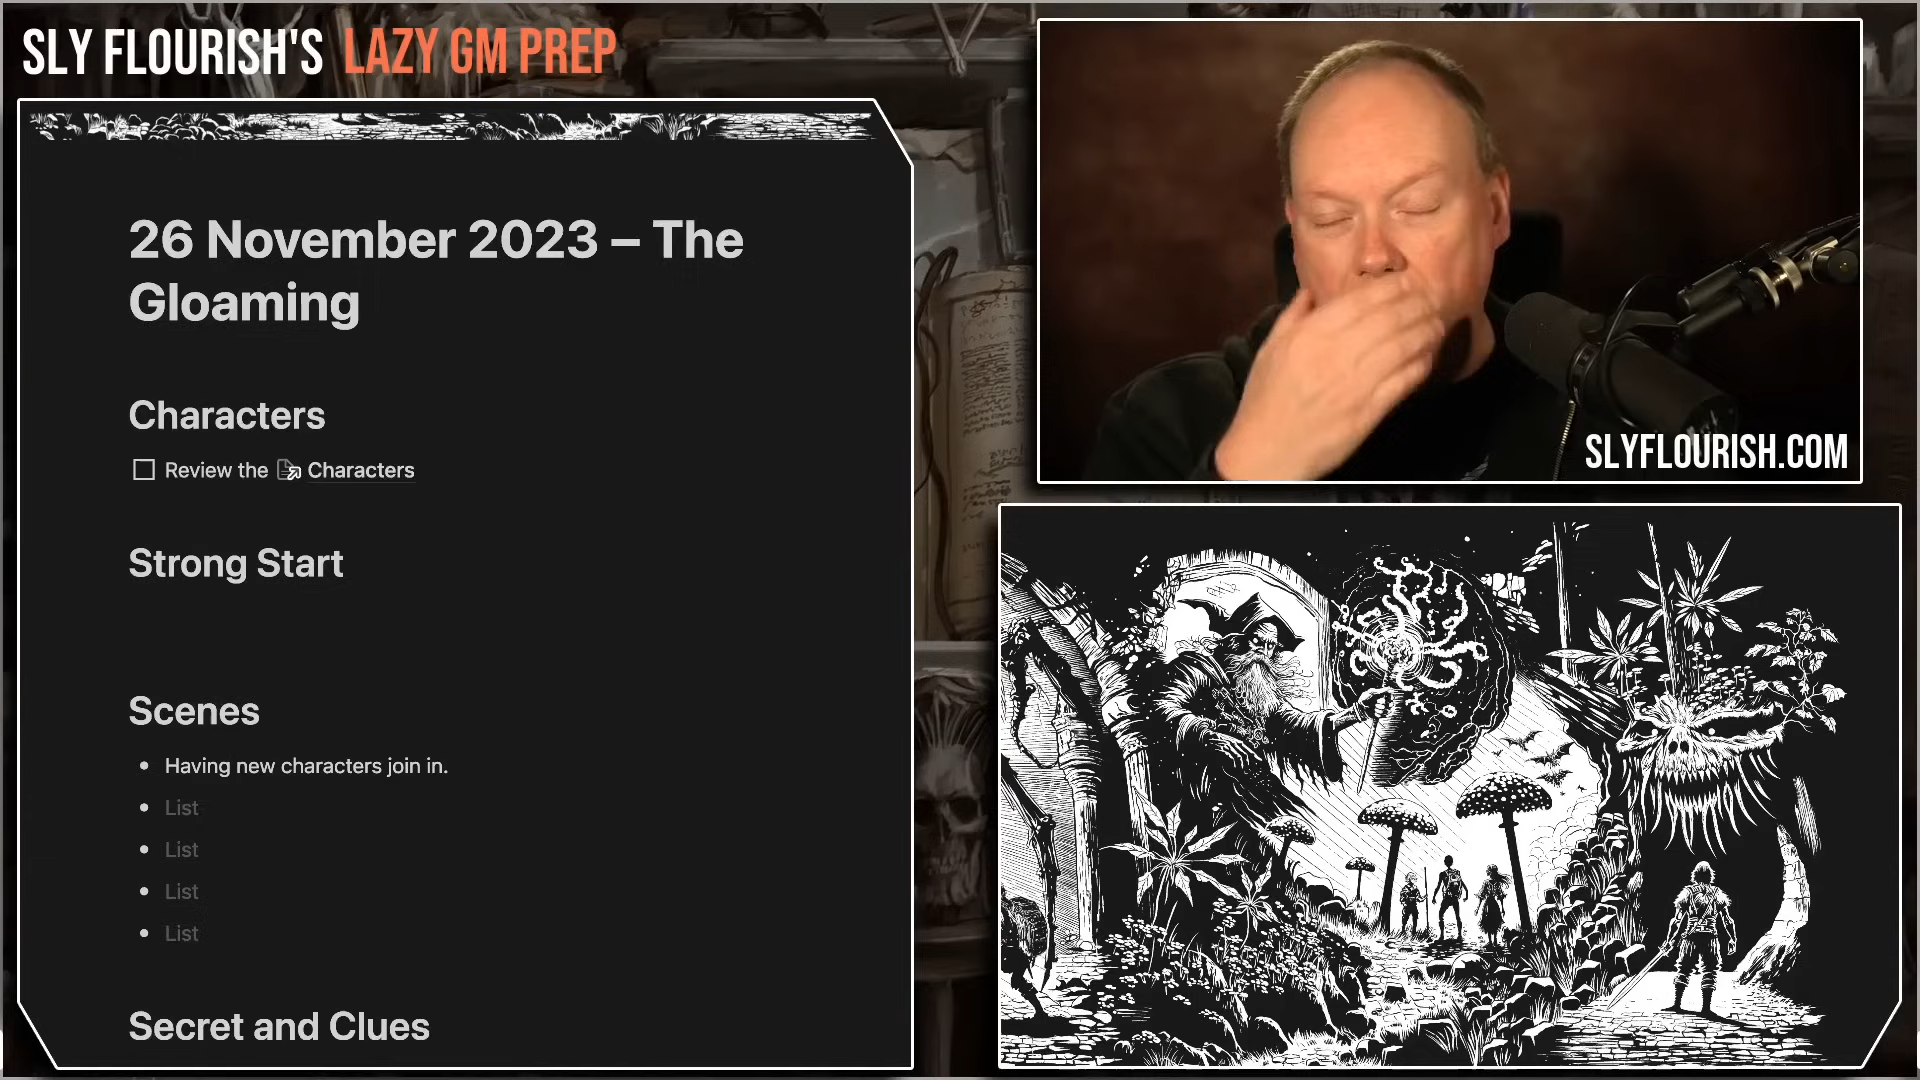 SLY FLOURISH'S LAZY GM PREP
26 November 2023 – The
Gloaming
Characters
Review the Characters
Strong Start
Scenes
Having new characters join in.
List
List
List
List
Secret and Clues
SLYFLOURISH.COM